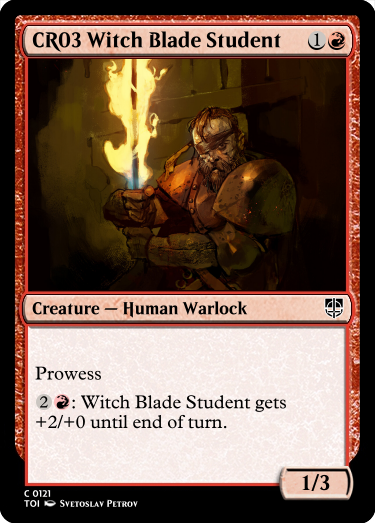 CR03 Witch Blade Student 1
Creature — Human Warlock
Prowess
2 : Witch Blade Student gets
+2/+0 until end of turn.
1/3
C 0121
TOI Svetoslav Petrov